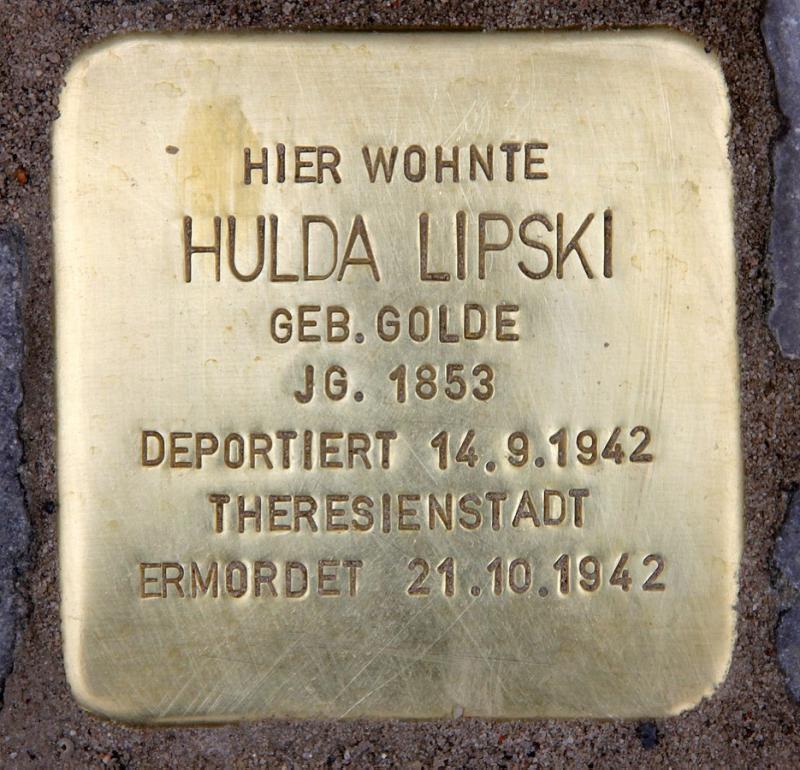 HIER WOHNTE
HULDA LIPSKI
GEB. GOLDE
JG. 1853
DEPORTIERT 14.9.1942
THERESIENSTADT
ERMORDET 21.10.1942